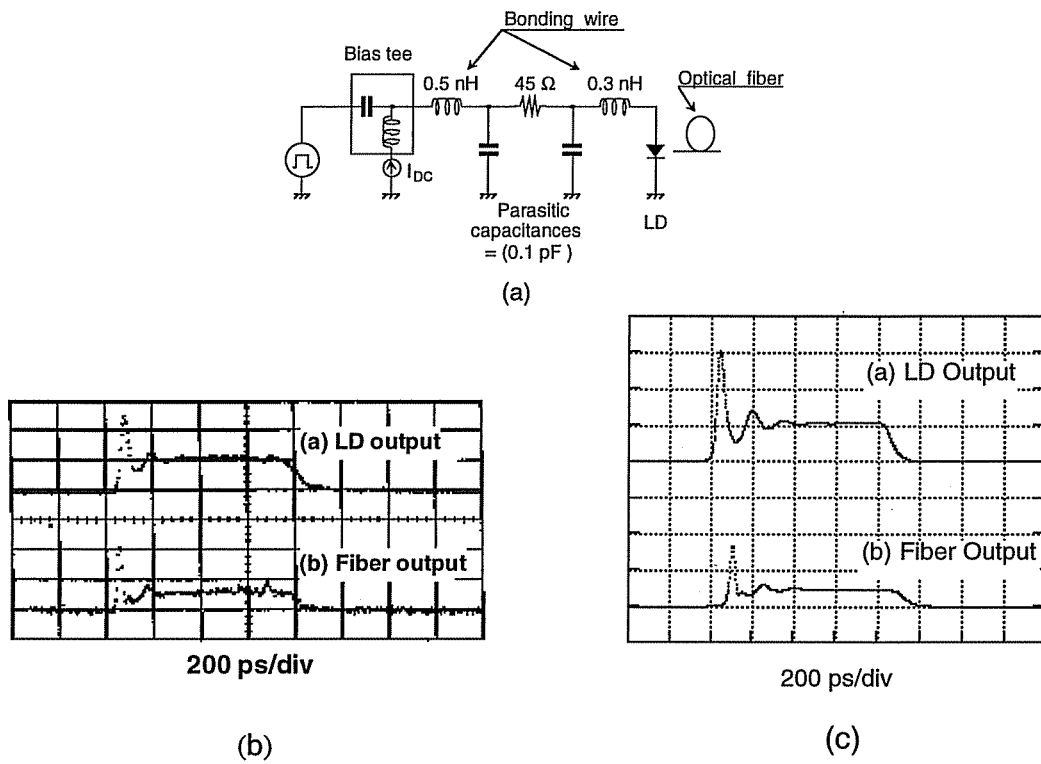 Bonding wire
Bias tee
0.5 nH
45 Ω
0.3 nH
Optical fiber
I_DC
Parasitic
capacitances
= (0.1 pF )
LD
(a)
(a) LD output
(b) Fiber output
200 ps/div
(b)
(a) LD Output
(b) Fiber Output
200 ps/div
(c)